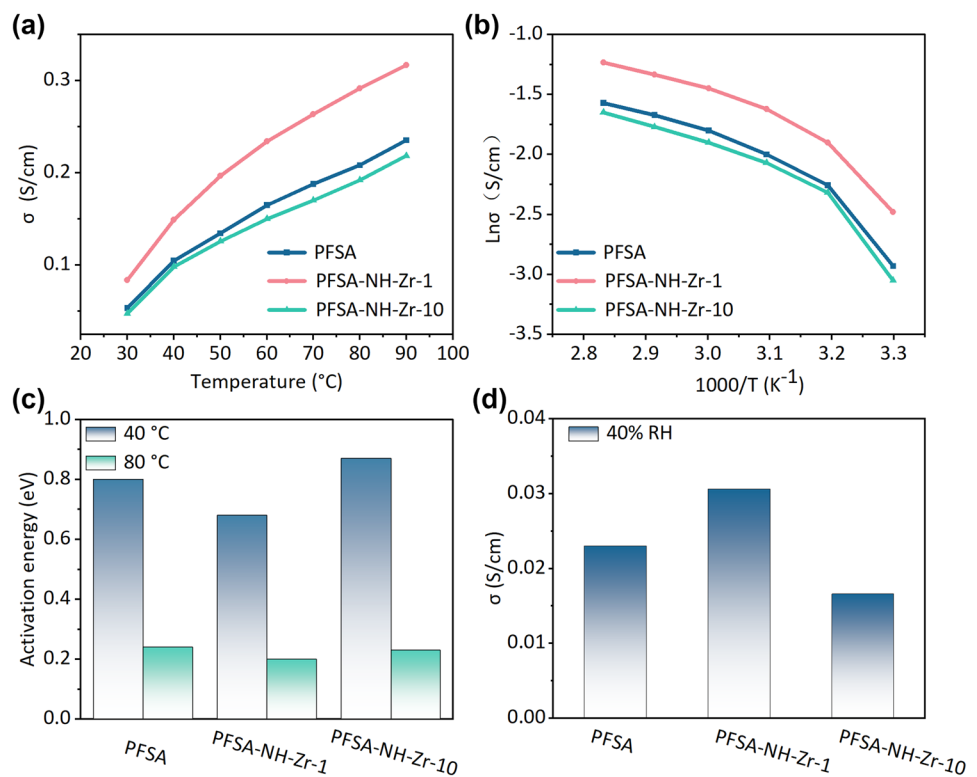 (a)
0.3
0.2
0.1
σ (S/cm)
PFSA
PFSA-NH-Zr-1
PFSA-NH-Zr-10
20 30 40 50 60 70 80 90 100
Temperature (°C)
(b)
-1.0
-1.5
-2.0
-2.5
-3.0
-3.5
Lnσ（S/cm）
PFSA
PFSA-NH-Zr-1
PFSA-NH-Zr-10
2.8 2.9 3.0 3.1 3.2 3.3
1000/T (K-1)
(c)
1.0
0.8
0.6
0.4
0.2
0.0
Activation energy (eV)
40 °C
80 °C
PFSA
PFSA-NH-Zr-1
PFSA-NH-Zr-10
(d)
0.04
0.03
0.02
0.01
0.00
σ (S/cm)
40% RH
PFSA
PFSA-NH-Zr-1
PFSA-NH-Zr-10